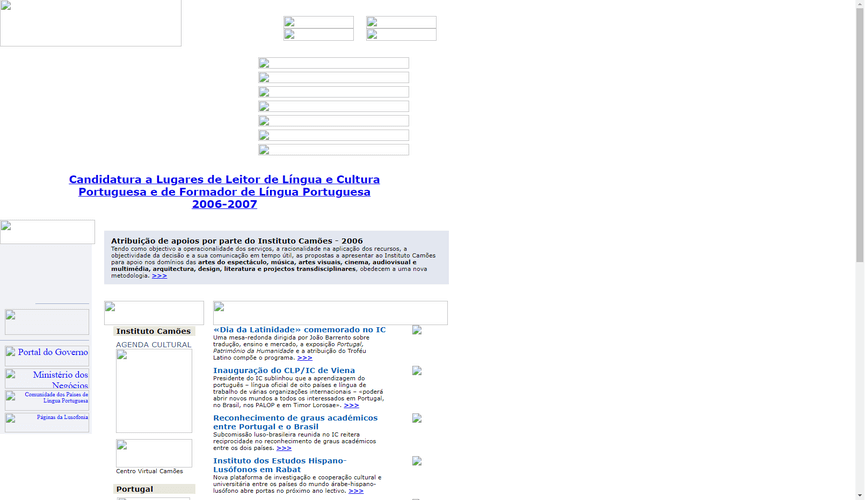 Candidatura a Lugares de Leitor de Língua e Cultura
Portuguesa e de Formador de Língua Portuguesa
2006-2007
Atribuição de apoios por parte do Instituto Camões - 2006
Tendo como objectivo a operacionalidade dos serviços, a racionalidade na aplicação dos recursos, a
objectividade da decisão e a sua comunicação em tempo útil, as propostas a apresentar ao Instituto Camões
para apoio nos domínios das artes do espectáculo, música, artes visuais, cinema, audiovisual e
multimédia, arquitectura, design, literatura e projectos transdisciplinares, obedecem a uma nova
metodologia. >>>
Portal do Governo
Ministério dos
Negócios
Comunidade dos Países de
Língua Portuguesa
Páginas da Lusofonia
Instituto Camões
AGENDA CULTURAL
Centro Virtual Camões
Portugal
«Dia da Latinidade» comemorado no IC
Uma mesa-redonda dirigida por João Barrento sobre
tradução, ensino e mercado, a exposição Portugal,
Património da Humanidade e a atribuição do Troféu
Latino compõe o programa. >>>
Inauguração do CLP/IC de Viena
Presidente do IC sublinhou que a aprendizagem do
português – língua oficial de oito países e língua de
trabalho de várias organizações internacionais – «poderá
abrir novos mundos a todos os interessados em Portugal,
no Brasil, nos PALOP e em Timor Lorosae». >>>
Reconhecimento de graus académicos
entre Portugal e o Brasil
Subcomissão luso-brasileira reunida no IC reitera
reciprocidade no reconhecimento de graus académicos
entre os dois países. >>>
Instituto dos Estudos Hispano-
Lusófonos em Rabat
Nova plataforma de investigação e cooperação cultural e
universitária entre os países do mundo árabe-hispano-
lusófono abre portas no próximo ano lectivo. >>>